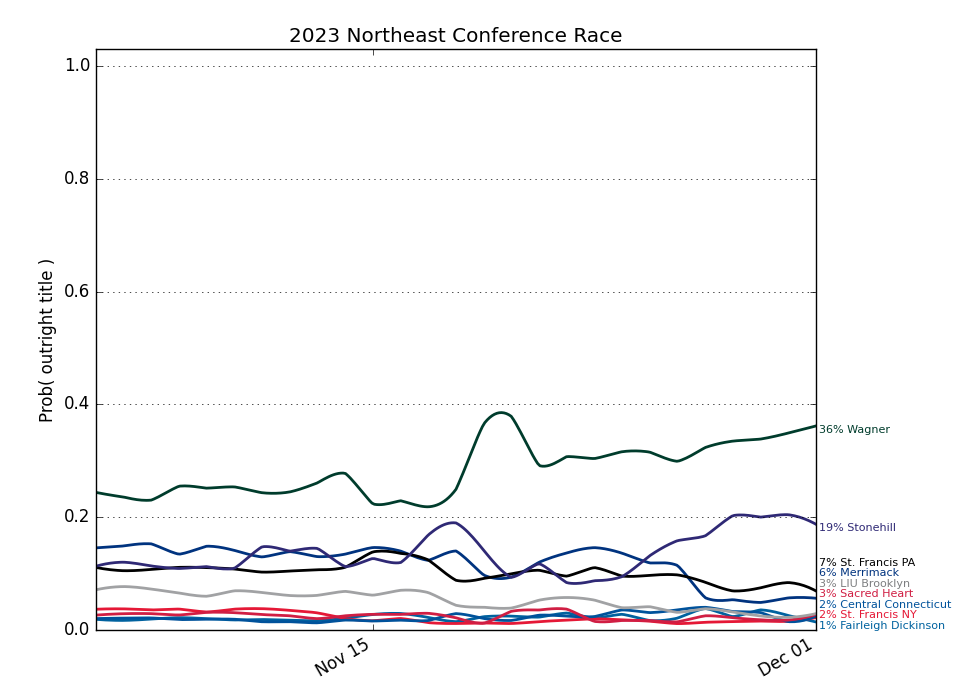 2023 Northeast Conference Race
1.0
0.8
0.6
0.4
0.2
0.0
Prob( outright title )
Nov 15
Dec 01
36% Wagner
19% Stonehill
7% St. Francis PA
6% Merrimack
3% LIU Brooklyn
3% Sacred Heart
2% Central Connecticut
2% St. Francis NY
1% Fairleigh Dickinson